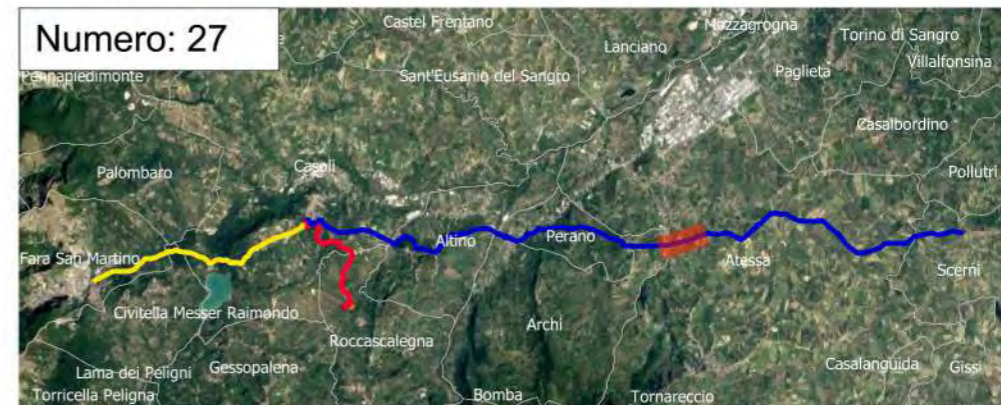 Numero: 27
Castel Frentano
Mozzagrogna
Lanciano
Torino di Sangro
Villalfonsina
Pennapiedimonte
Sant'Eusanio del Sangro
Paglieta
Casalbordino
Palombaro
Casoli
Pollutri
Fara San Martino
Altino
Perano
Atessa
Scerni
Civitella Messer Raimondo
Archi
Roccascalegna
Lama dei Peligni
Gessopalena
Casalanguida
Gissi
Torricella Peligna
Bomba
Tornareccio